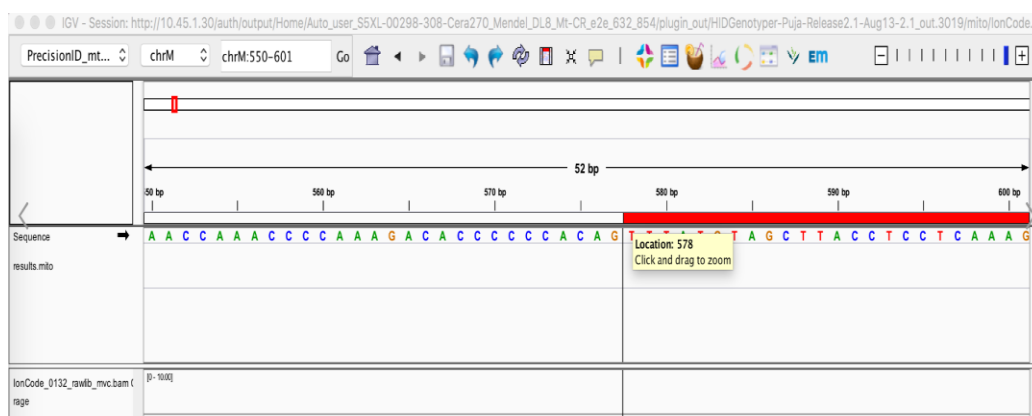 IGV - Session: http://10.45.1.30/auth/output/Home/Auto_user_S5XL-00298-308-Cera270_Mendel_DL8_Mt-CR_e2e_632_854/plugin_out/HIDGenotyper-Puja-Release2.1-Aug13-2.1_out.3019/mito/IonCode.
PrecisionID_mt... chrM chrM:550-601 Go Em
52 bp
50 bp 560 bp 570 bp 580 bp 590 bp 600 bp
Sequence A A C C A A A C C C C A A A G A C A C C C C C C A C A G T T T A T G T A G C T T A C C T C C T C A A A G
Location: 578
Click and drag to zoom
results.mito
IonCode_0132_rawlib_mvc.bam [0 - 1000]
rage